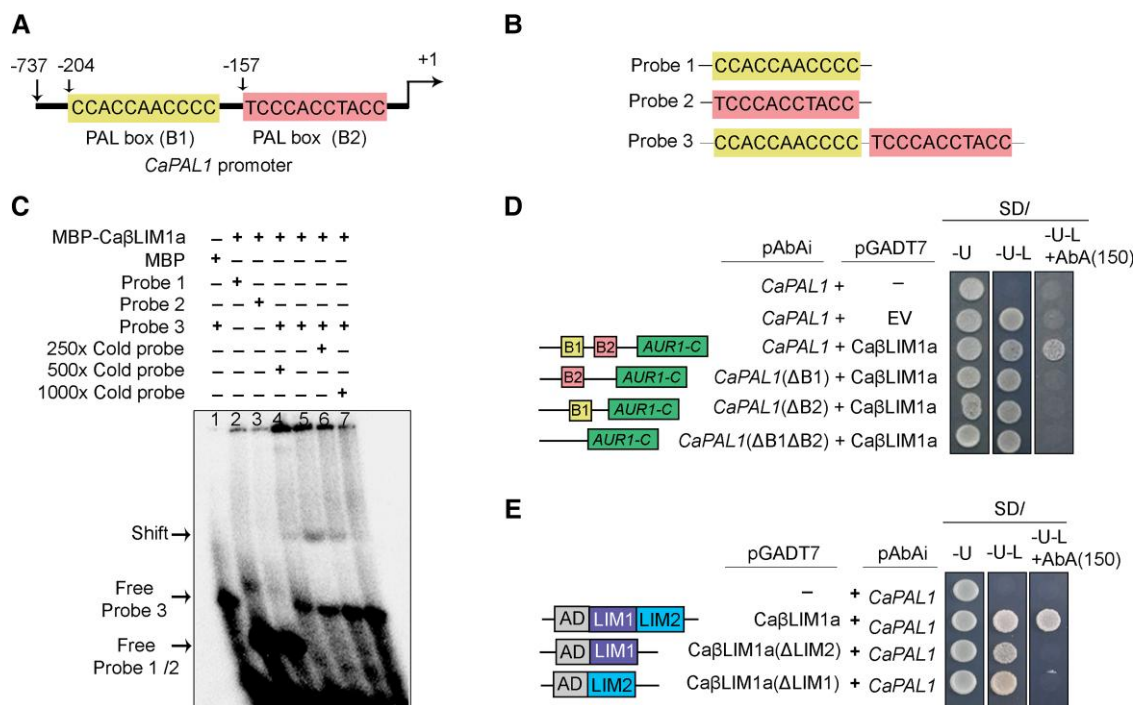 A
-737
-204
-157
+1
CCACCAACCCC
TCCCACCTACC
PAL box (B1)
PAL box (B2)
CaPAL1 promoter
B
Probe 1 CCACCAACCCC
Probe 2 TCCCACCTACC
Probe 3 CCACCAACCCC TCCCACCTACC
C
MBP-CaβLIM1a – + + + + + +
MBP + – – – – – –
Probe 1 – + – – – – –
Probe 2 – – + – – – –
Probe 3 + – – + + + +
250x Cold probe – – – – – + –
500x Cold probe – – – + – – –
1000x Cold probe – – – – – – +
1 2 3 4 5 6 7
Shift
Free
Probe 3
Free
Probe 1 /2
D
SD/
pAbAi pGADT7 -U -U-L -U-L
+AbA(150)
CaPAL1 + –
CaPAL1 + EV
B1 B2 AUR1-C CaPAL1 + CaβLIM1a
B2 AUR1-C CaPAL1(ΔB1) + CaβLIM1a
B1 AUR1-C CaPAL1(ΔB2) + CaβLIM1a
AUR1-C CaPAL1(ΔB1ΔB2) + CaβLIM1a
E
SD/
pGADT7 pAbAi -U -U-L -U-L
+AbA(150)
– + CaPAL1
AD LIM1 LIM2 CaβLIM1a + CaPAL1
AD LIM1 CaβLIM1a(ΔLIM2) + CaPAL1
AD LIM2 CaβLIM1a(ΔLIM1) + CaPAL1